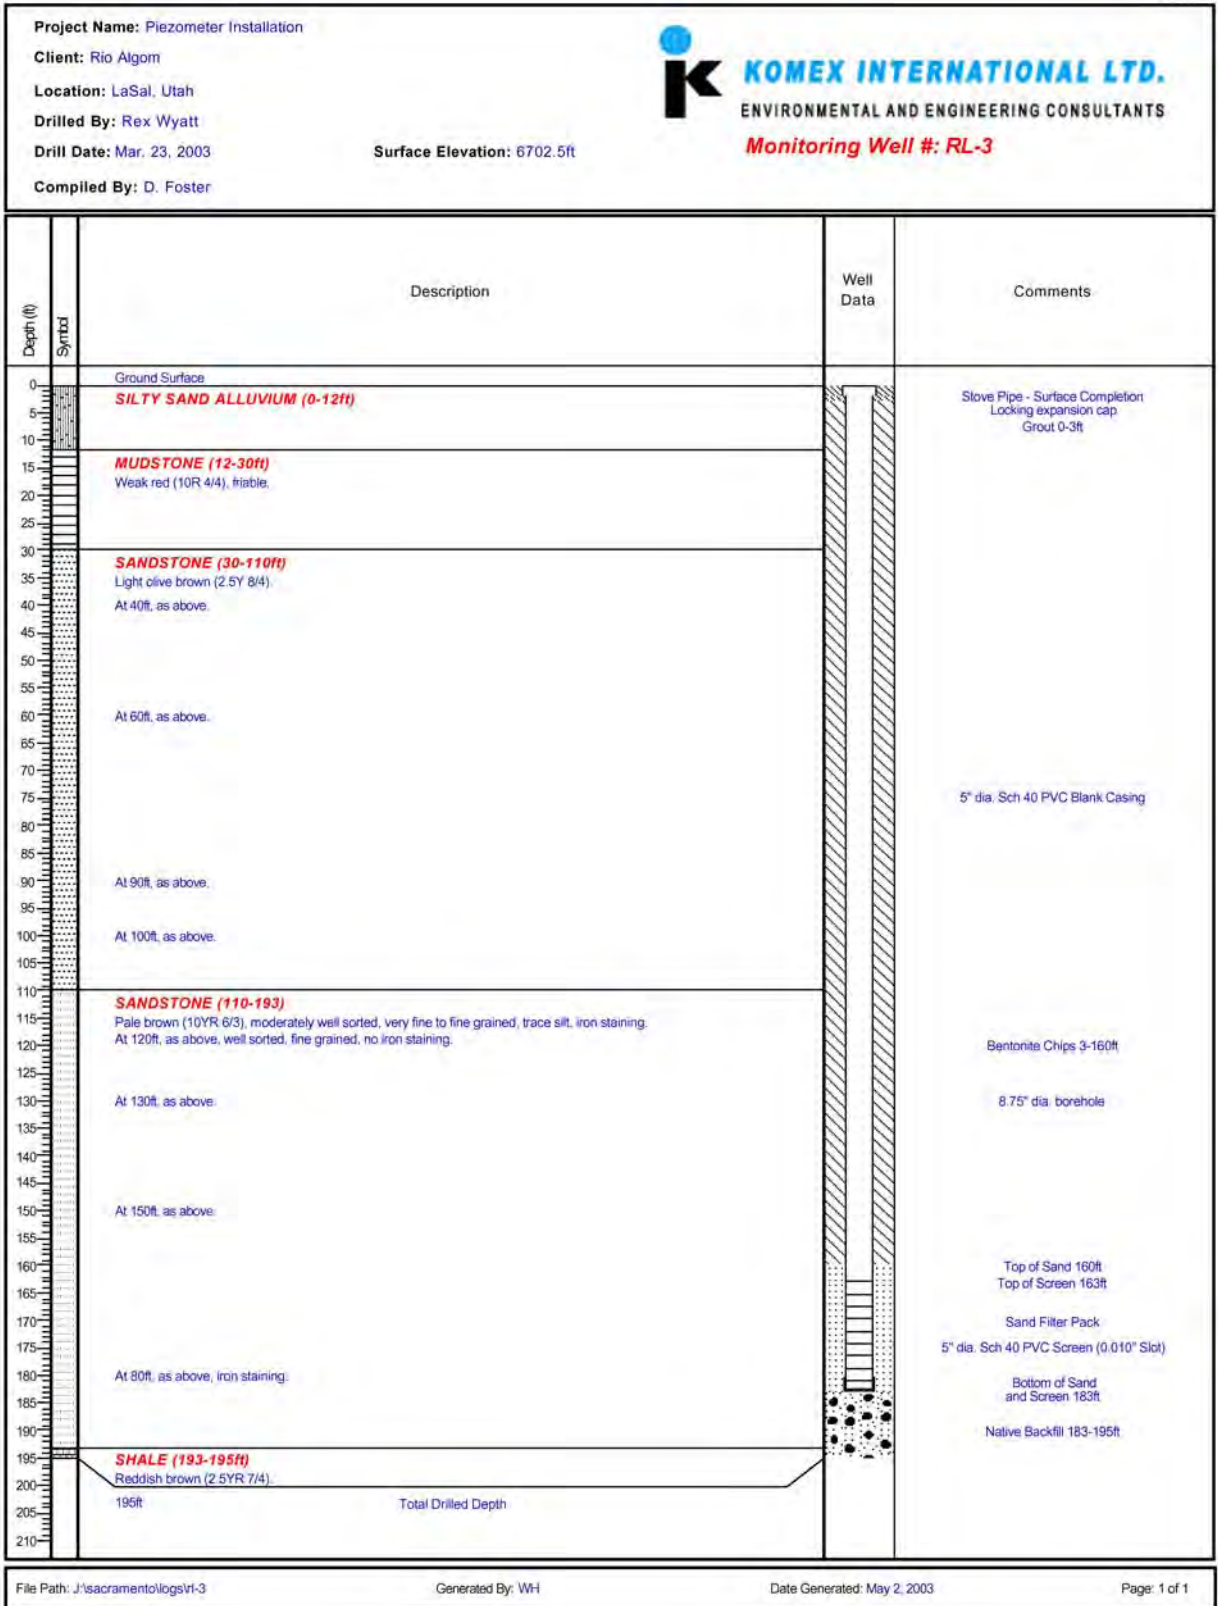 Project Name: Piezometer Installation
Client: Rio Algom
Location: LaSal, Utah
Drilled By: Rex Wyatt
Drill Date: Mar. 23, 2003
Surface Elevation: 6702.5ft
Compiled By: D. Foster
KOMEX INTERNATIONAL LTD.
ENVIRONMENTAL AND ENGINEERING CONSULTANTS
Monitoring Well #: RL-3
Depth (ft)
Symbol
Description
Well
Data
Comments
0
5
10
15
20
25
30
35
40
45
50
55
60
65
70
75
80
85
90
95
100
105
110
115
120
125
130
135
140
145
150
155
160
165
170
175
180
185
190
195
200
205
210
Ground Surface
SILTY SAND ALLUVIUM (0-12ft)
MUDSTONE (12-30ft)
Weak red (10R 4/4), friable.
SANDSTONE (30-110ft)
Light olive brown (2.5Y 8/4).
At 40ft, as above.
At 60ft, as above.
At 90ft, as above.
At 100ft, as above.
SANDSTONE (110-193)
Pale brown (10YR 6/3), moderately well sorted, very fine to fine grained, trace silt, iron staining.
At 120ft, as above, well sorted, fine grained, no iron staining.
At 130ft, as above.
At 150ft, as above.
At 80ft, as above, iron staining.
SHALE (193-195ft)
Reddish brown (2.5YR 7/4).
195ft
Total Drilled Depth
Stove Pipe - Surface Completion
Locking expansion cap
Grout 0-3ft
5" dia. Sch 40 PVC Blank Casing
Bentonite Chips 3-160ft
8.75" dia. borehole
Top of Sand 160ft
Top of Screen 163ft
Sand Filter Pack
5" dia. Sch 40 PVC Screen (0.010" Slot)
Bottom of Sand
and Screen 183ft
Native Backfill 183-195ft
File Path: J:\sacramento\logs\rl-3
Generated By: WH
Date Generated: May 2, 2003
Page: 1 of 1